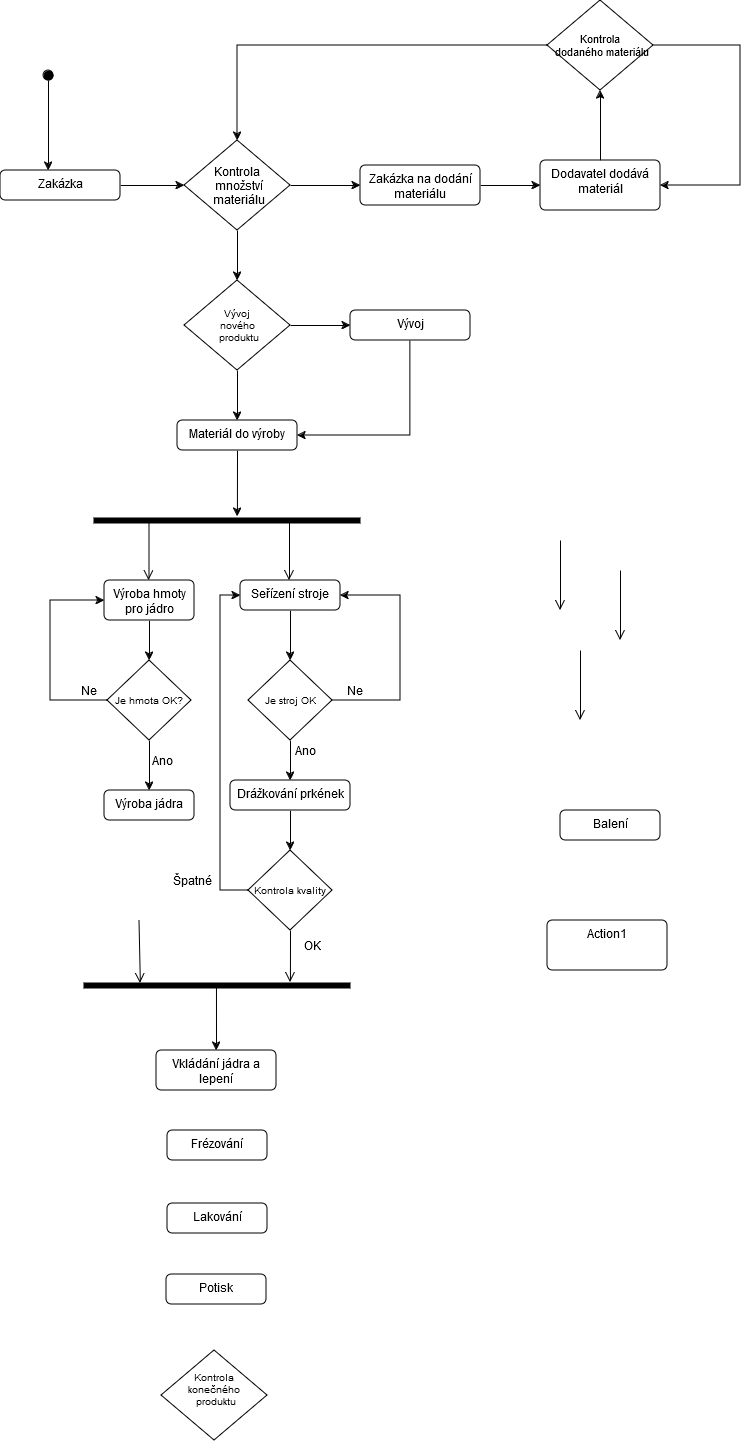 Kontrola
dodaného materiálu
Zakázka
Kontrola
množství
materiálu
Zakázka na dodání
materiálu
Dodavatel dodává
materiál
Vývoj
nového
produktu
Vývoj
Materiál do výroby
Výroba hmoty
pro jádro
Seřízení stroje
Ne
Je hmota OK?
Je stroj OK
Ne
Ano
Ano
Výroba jádra
Drážkování prkének
Balení
Špatné
Kontrola kvality
OK
Action1
Vkládání jádra a
lepení
Frézování
Lakování
Potisk
Kontrola
konečného
produktu